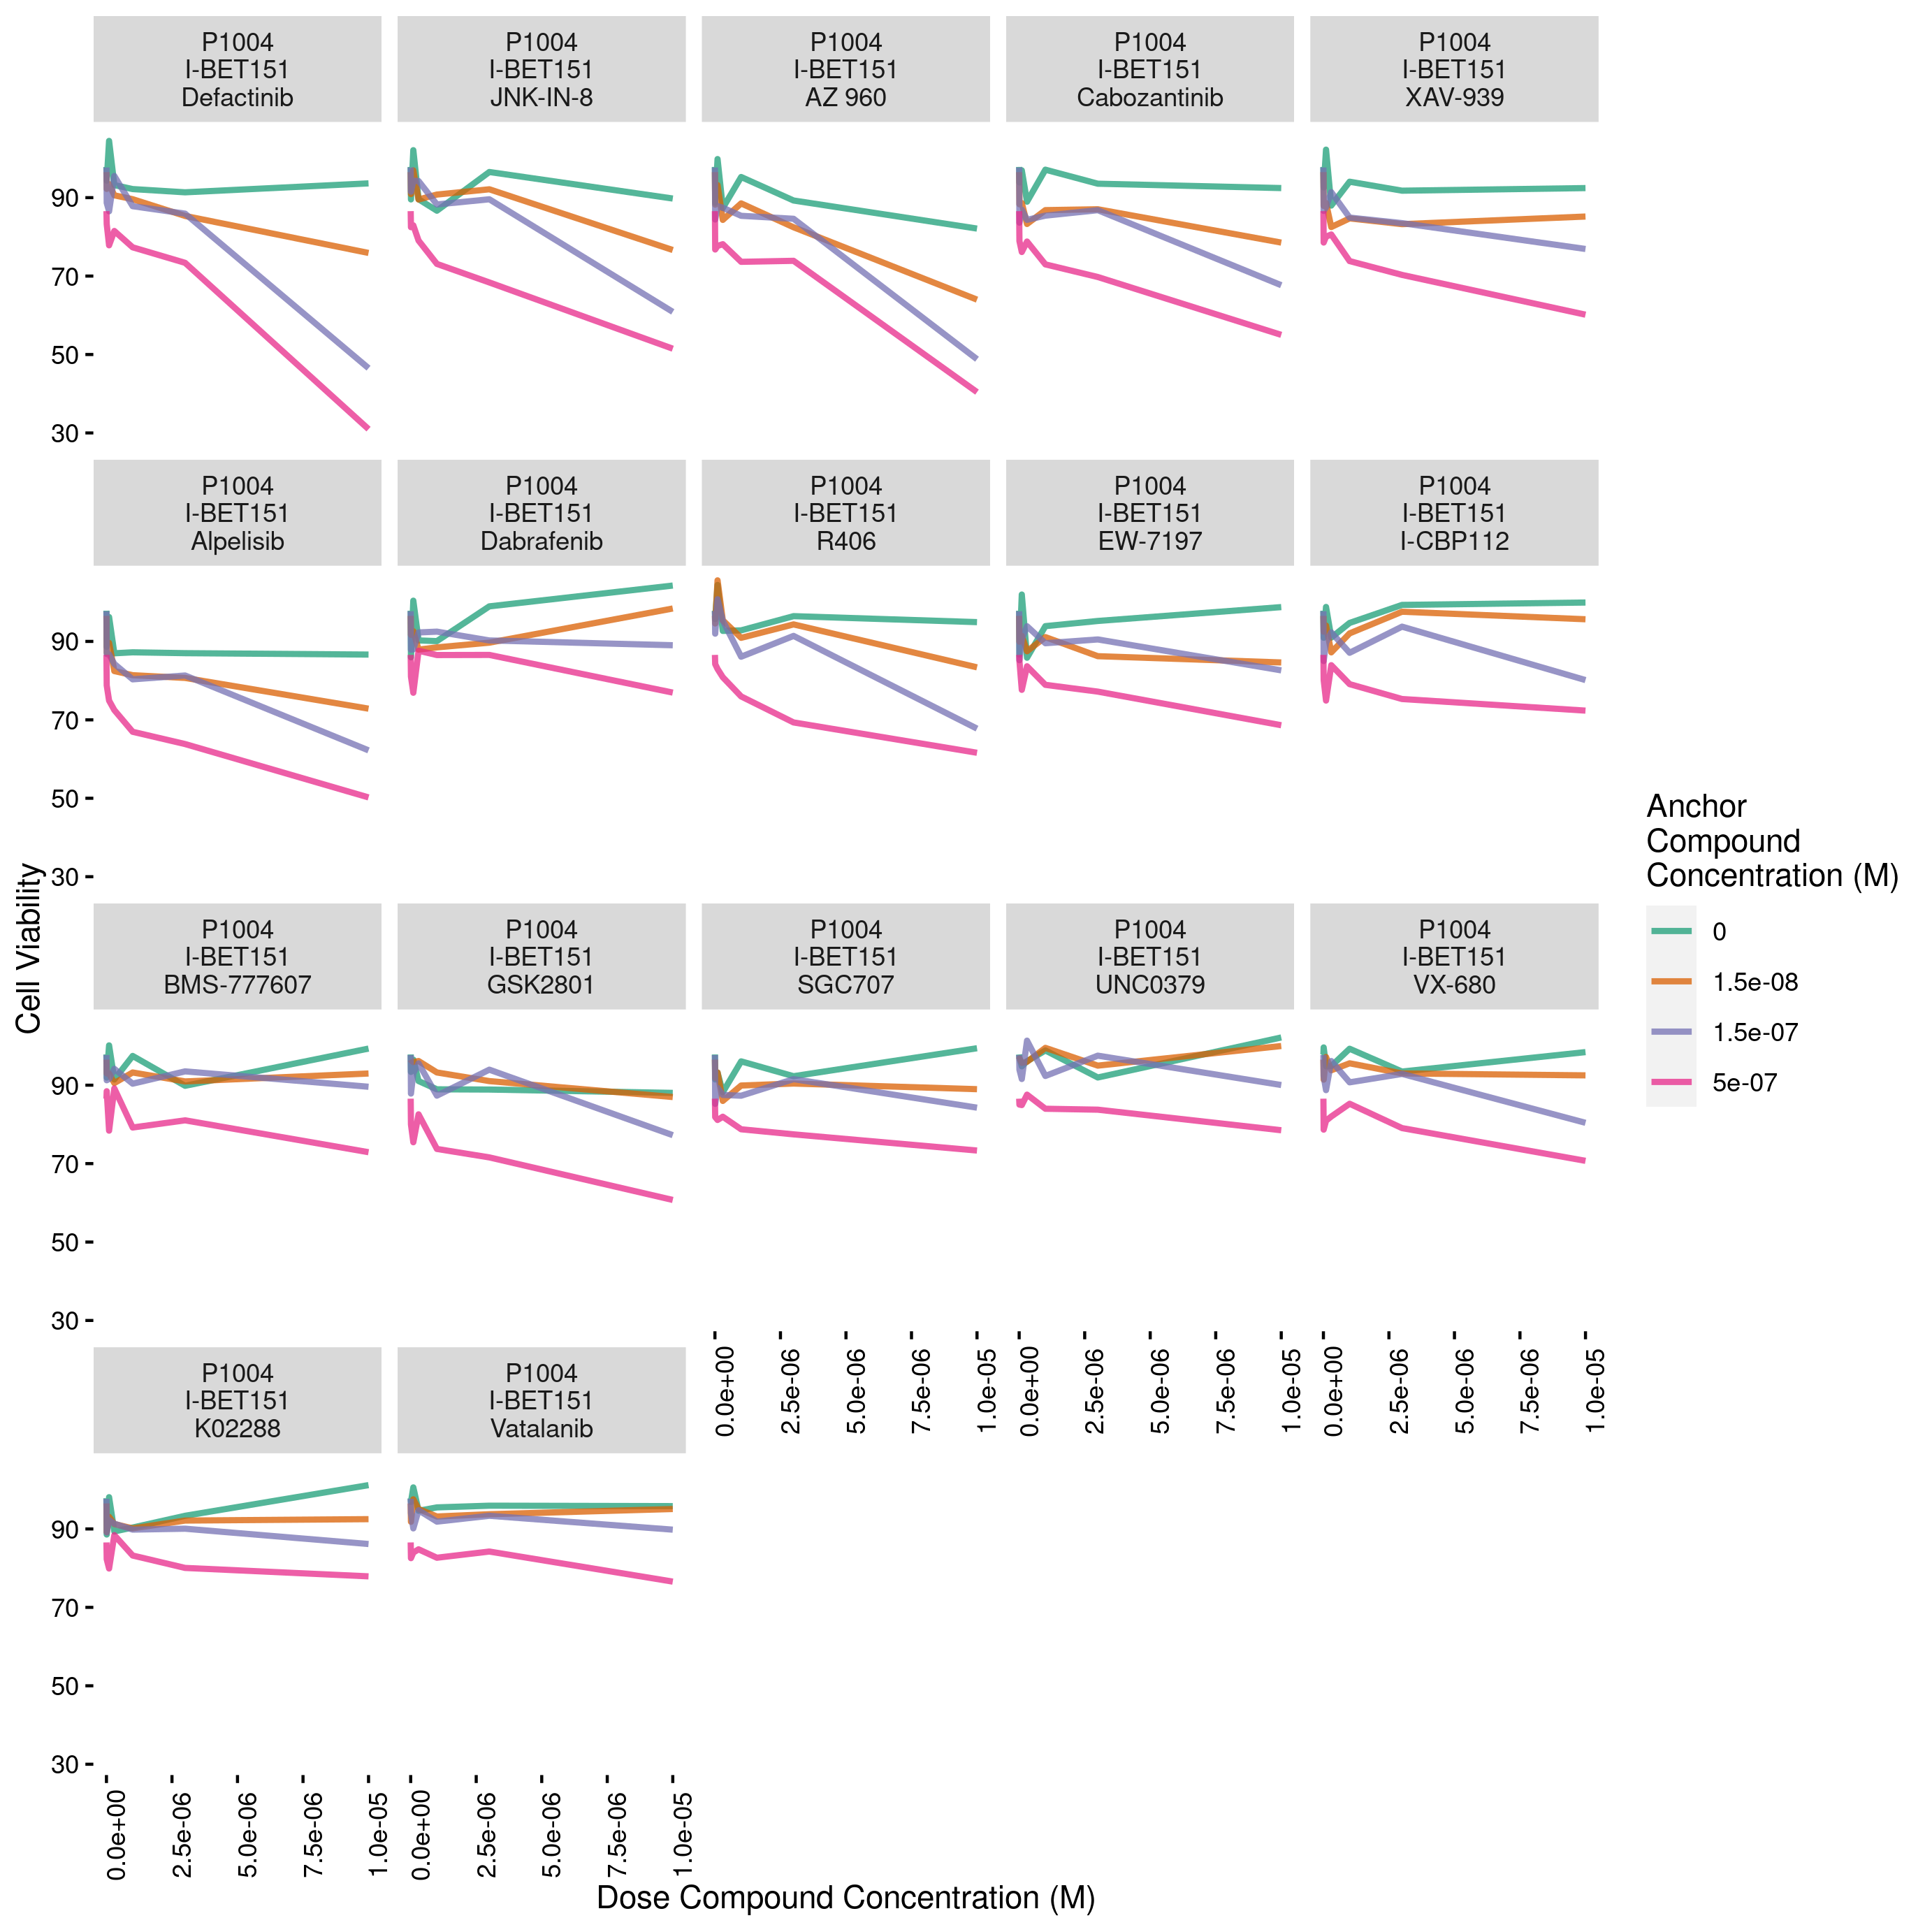 P1004
I-BET151
Defactinib
P1004
I-BET151
JNK-IN-8
P1004
I-BET151
AZ 960
P1004
I-BET151
Cabozantinib
P1004
I-BET151
XAV-939
90
70
50
30
P1004
I-BET151
Alpelisib
P1004
I-BET151
Dabrafenib
P1004
I-BET151
R406
P1004
I-BET151
EW-7197
P1004
I-BET151
I-CBP112
90
70
50
30
P1004
I-BET151
BMS-777607
P1004
I-BET151
GSK2801
P1004
I-BET151
SGC707
P1004
I-BET151
UNC0379
P1004
I-BET151
VX-680
90
70
50
30
0.0e+00
2.5e-06
5.0e-06
7.5e-06
1.0e-05
0.0e+00
2.5e-06
5.0e-06
7.5e-06
1.0e-05
0.0e+00
2.5e-06
5.0e-06
7.5e-06
1.0e-05
P1004
I-BET151
K02288
P1004
I-BET151
Vatalanib
90
70
50
30
0.0e+00
2.5e-06
5.0e-06
7.5e-06
1.0e-05
0.0e+00
2.5e-06
5.0e-06
7.5e-06
1.0e-05
Dose Compound Concentration (M)
Cell Viability
Anchor
Compound
Concentration (M)
0
1.5e-08
1.5e-07
5e-07